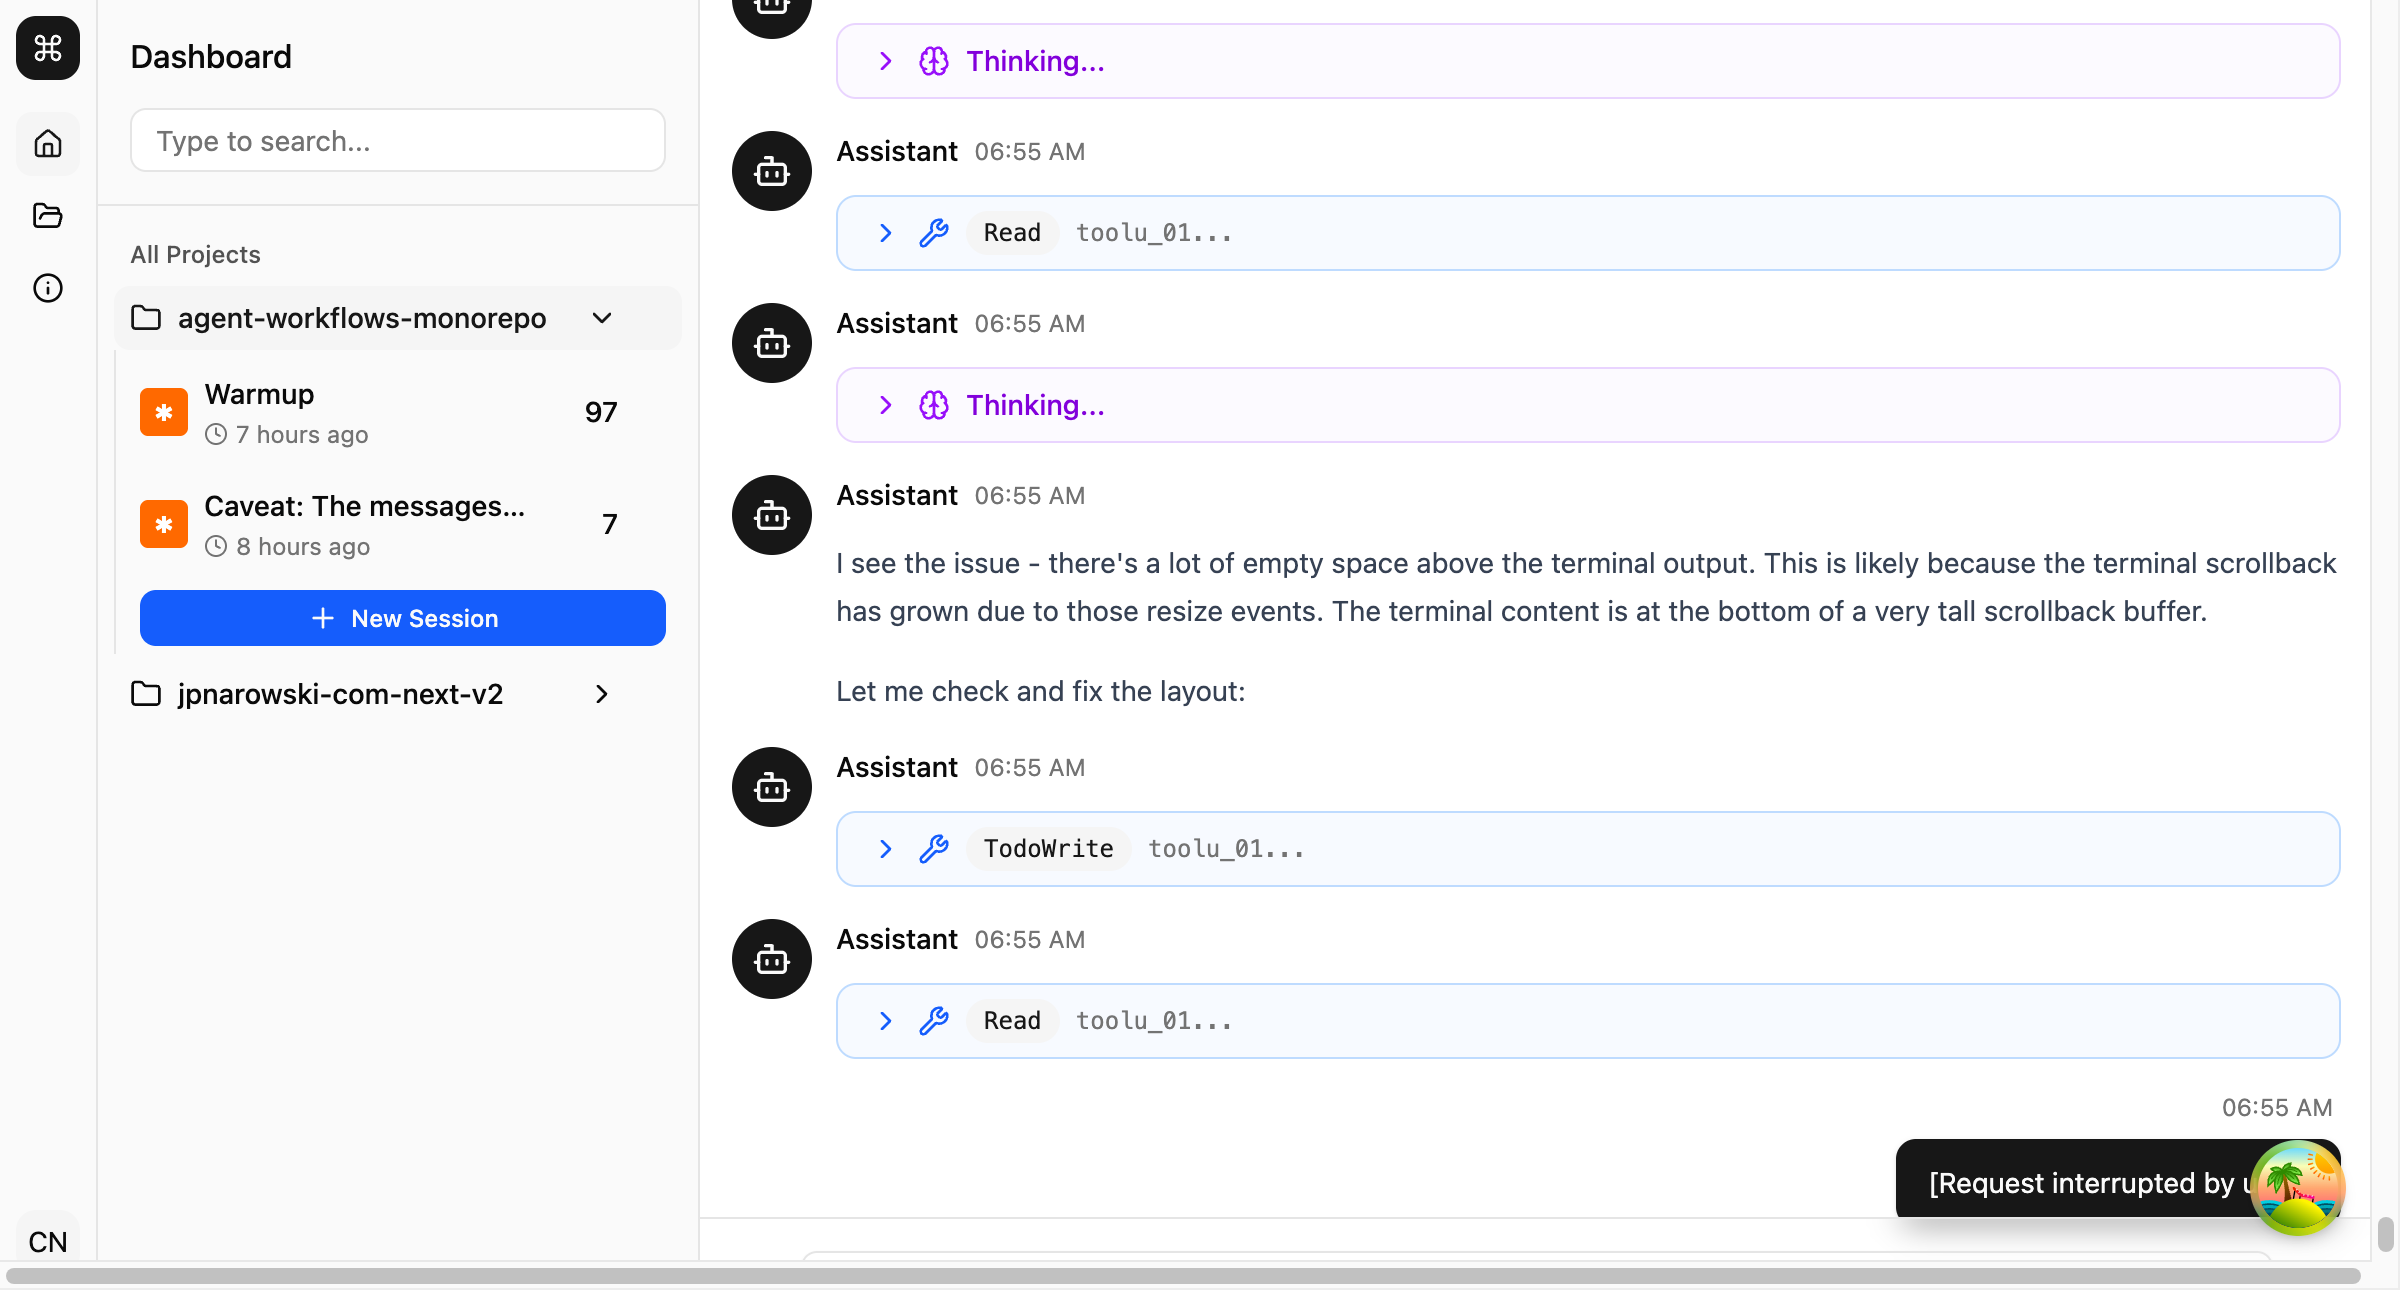 Dashboard
Type to search...
All Projects
agent-workflows-monorepo
Warmup
7 hours ago
97
Caveat: The messages...
8 hours ago
7
New Session
jpnarowski-com-next-v2
CN
Thinking...
Assistant 06:55 AM
Read toolu_01...
Assistant 06:55 AM
Thinking...
Assistant 06:55 AM
I see the issue - there's a lot of empty space above the terminal output. This is likely because the terminal scrollback
has grown due to those resize events. The terminal content is at the bottom of a very tall scrollback buffer.
Let me check and fix the layout:
Assistant 06:55 AM
TodoWrite toolu_01...
Assistant 06:55 AM
Read toolu_01...
06:55 AM
[Request interrupted by